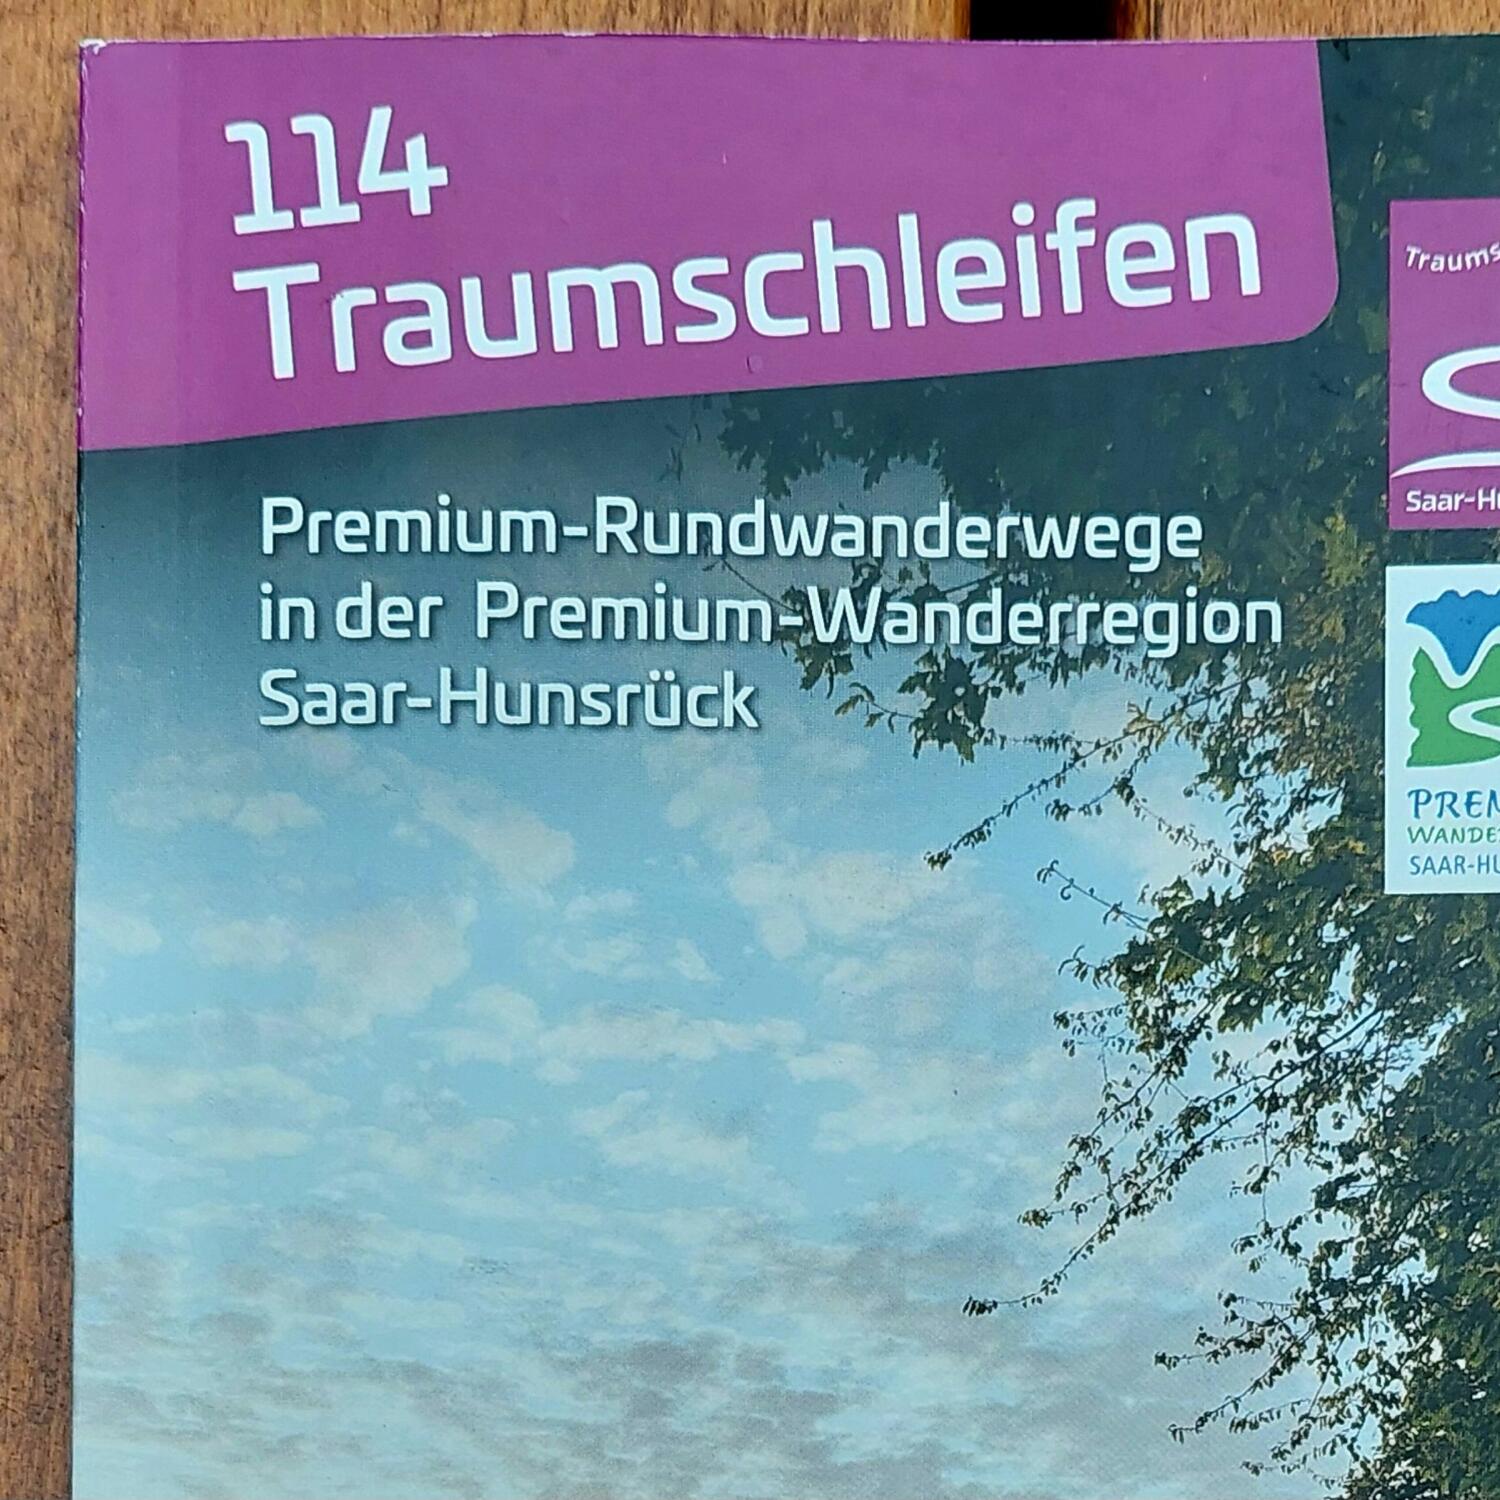 114
Traumschleifen
Premium-Rundwanderwege
in der Premium-Wanderregion
Saar-Hunsrück